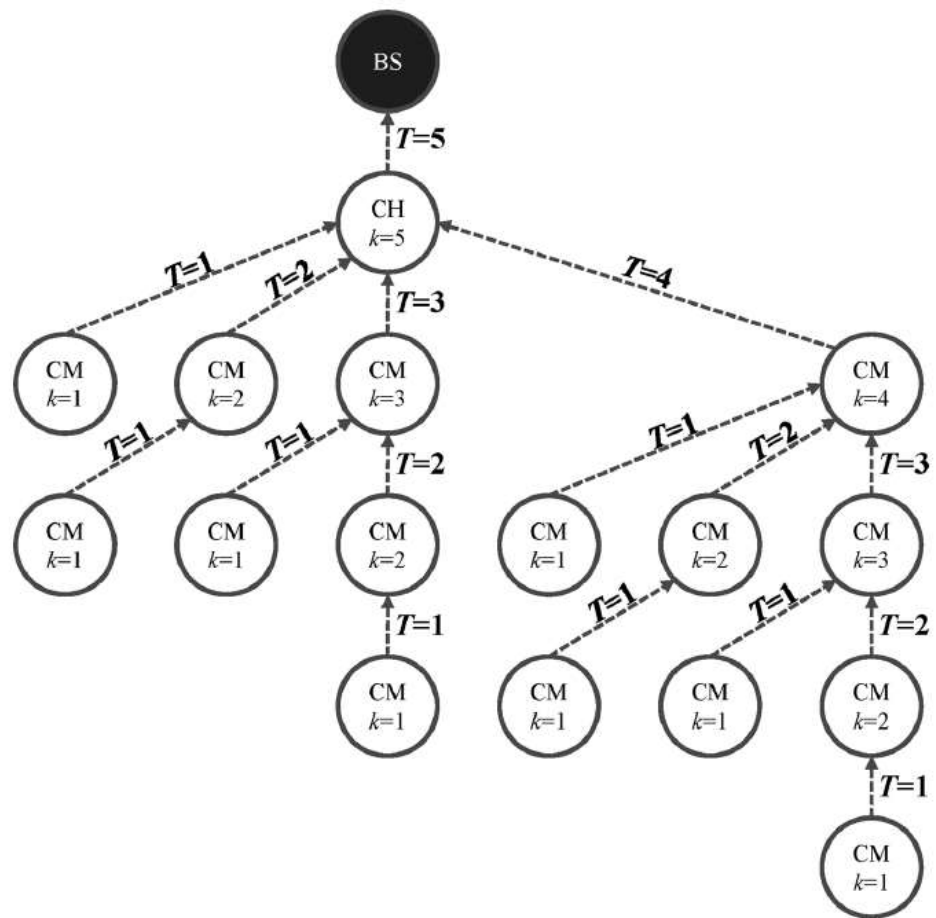 BS
T=5
CH
k=5
T=1
T=2
T=3
T=4
CM
k=1
CM
k=2
CM
k=3
CM
k=4
T=1
T=1
T=2
T=1
T=2
T=3
CM
k=1
CM
k=1
CM
k=2
CM
k=1
CM
k=2
CM
k=3
T=1
T=1
T=1
T=2
CM
k=1
CM
k=1
CM
k=1
CM
k=2
T=1
CM
k=1